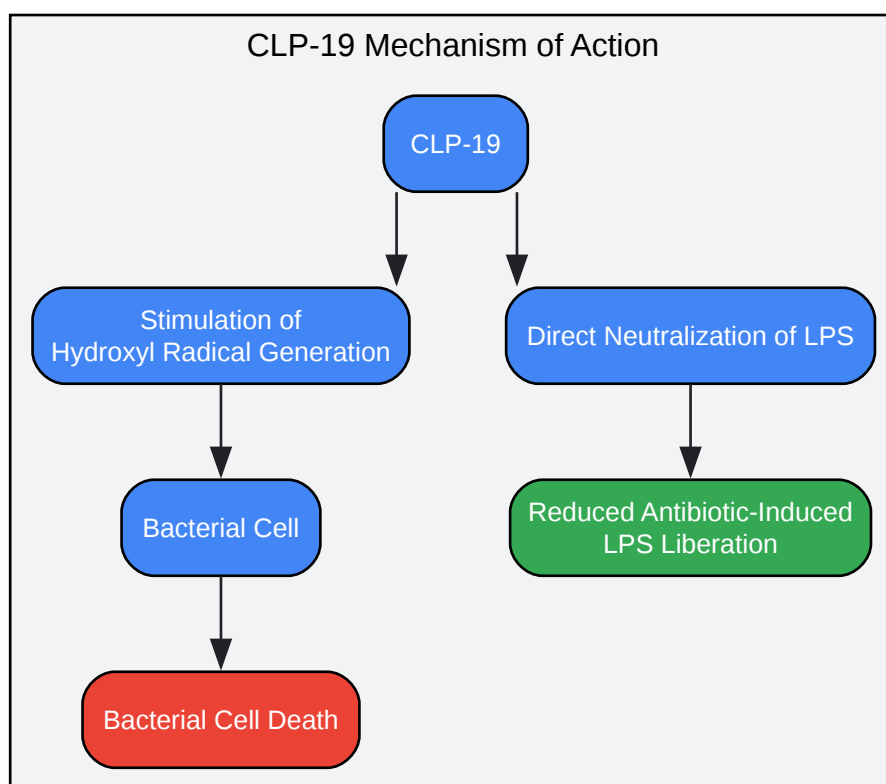 CLP-19 Mechanism of Action
CLP-19
Stimulation of
Hydroxyl Radical Generation
Direct Neutralization of LPS
Bacterial Cell
Reduced Antibiotic-Induced
LPS Liberation
Bacterial Cell Death